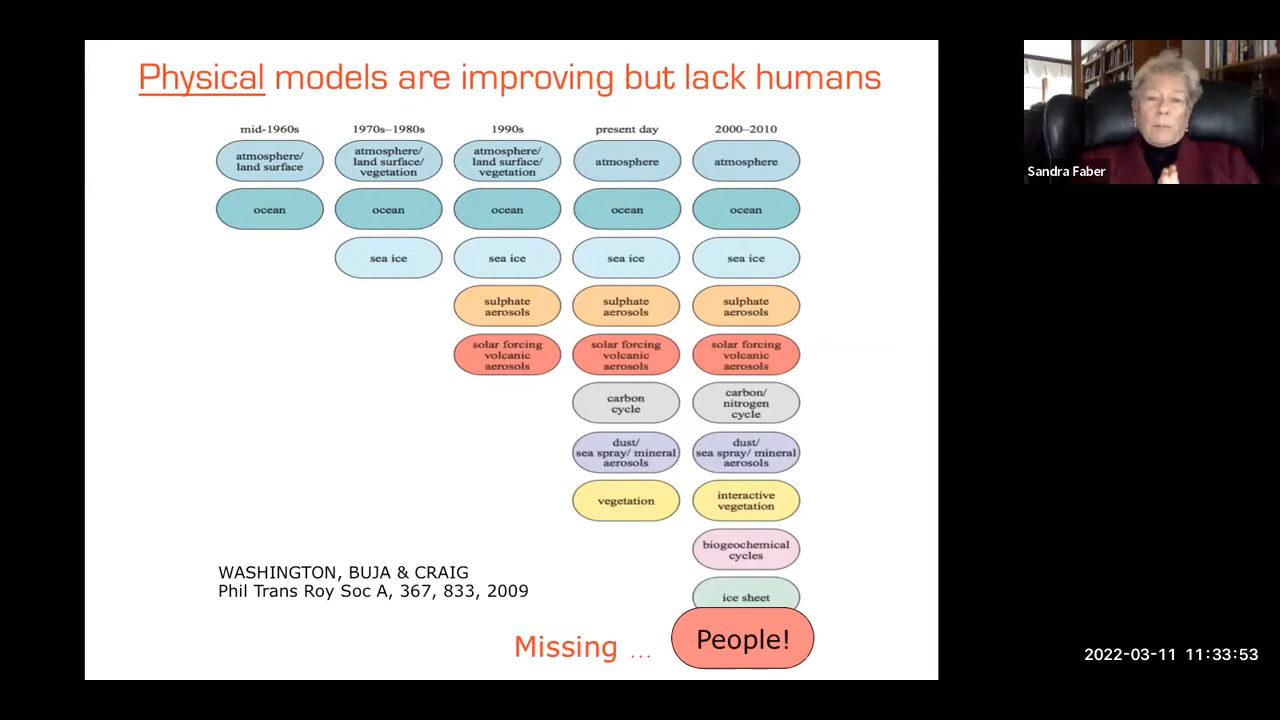 Physical models are improving but lack humans
mid-1960s
1970s–1980s
1990s
present day
2000–2010
atmosphere/
land surface
atmosphere/
land surface/
vegetation
atmosphere/
land surface/
vegetation
atmosphere
atmosphere
ocean
ocean
ocean
ocean
ocean
sea ice
sea ice
sea ice
sea ice
sulphate
aerosols
sulphate
aerosols
sulphate
aerosols
solar forcing
volcanic
aerosols
solar forcing
volcanic
aerosols
solar forcing
volcanic
aerosols
carbon
cycle
carbon/
nitrogen
cycle
dust/
sea spray/ mineral
aerosols
dust/
sea spray/ mineral
aerosols
vegetation
interactive
vegetation
biogeochemical
cycles
ice sheet
WASHINGTON, BUJA & CRAIG
Phil Trans Roy Soc A, 367, 833, 2009
Missing ...
People!
Sandra Faber
2022-03-11 11:33:53